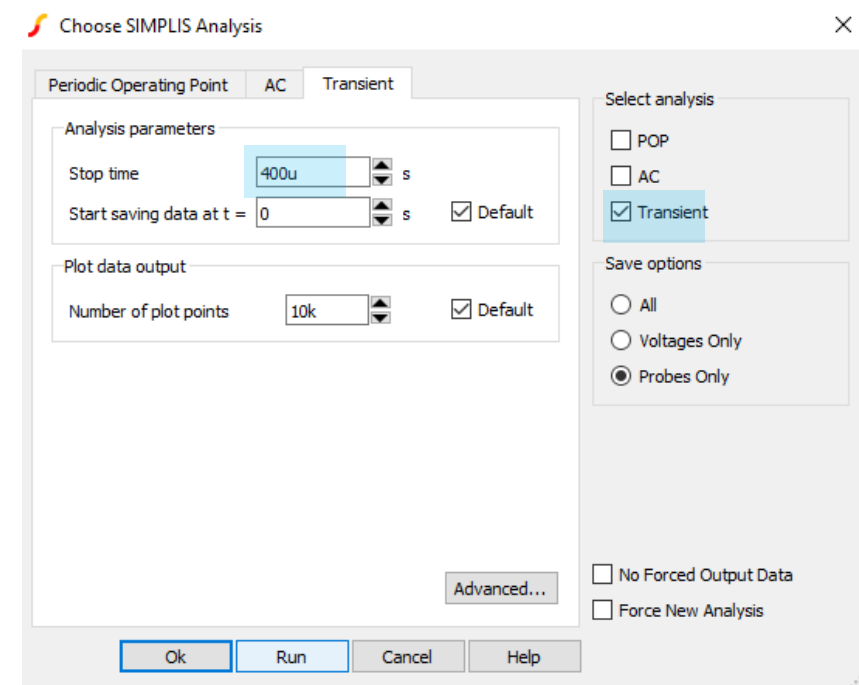 Choose SIMPLIS Analysis
Periodic Operating Point AC Transient
Analysis parameters
Stop time 400u s
Start saving data at t = 0 s Default
Plot data output
Number of plot points 10k Default
Advanced...
Select analysis
POP
AC
Transient
Save options
All
Voltages Only
Probes Only
No Forced Output Data
Force New Analysis
Ok Run Cancel Help